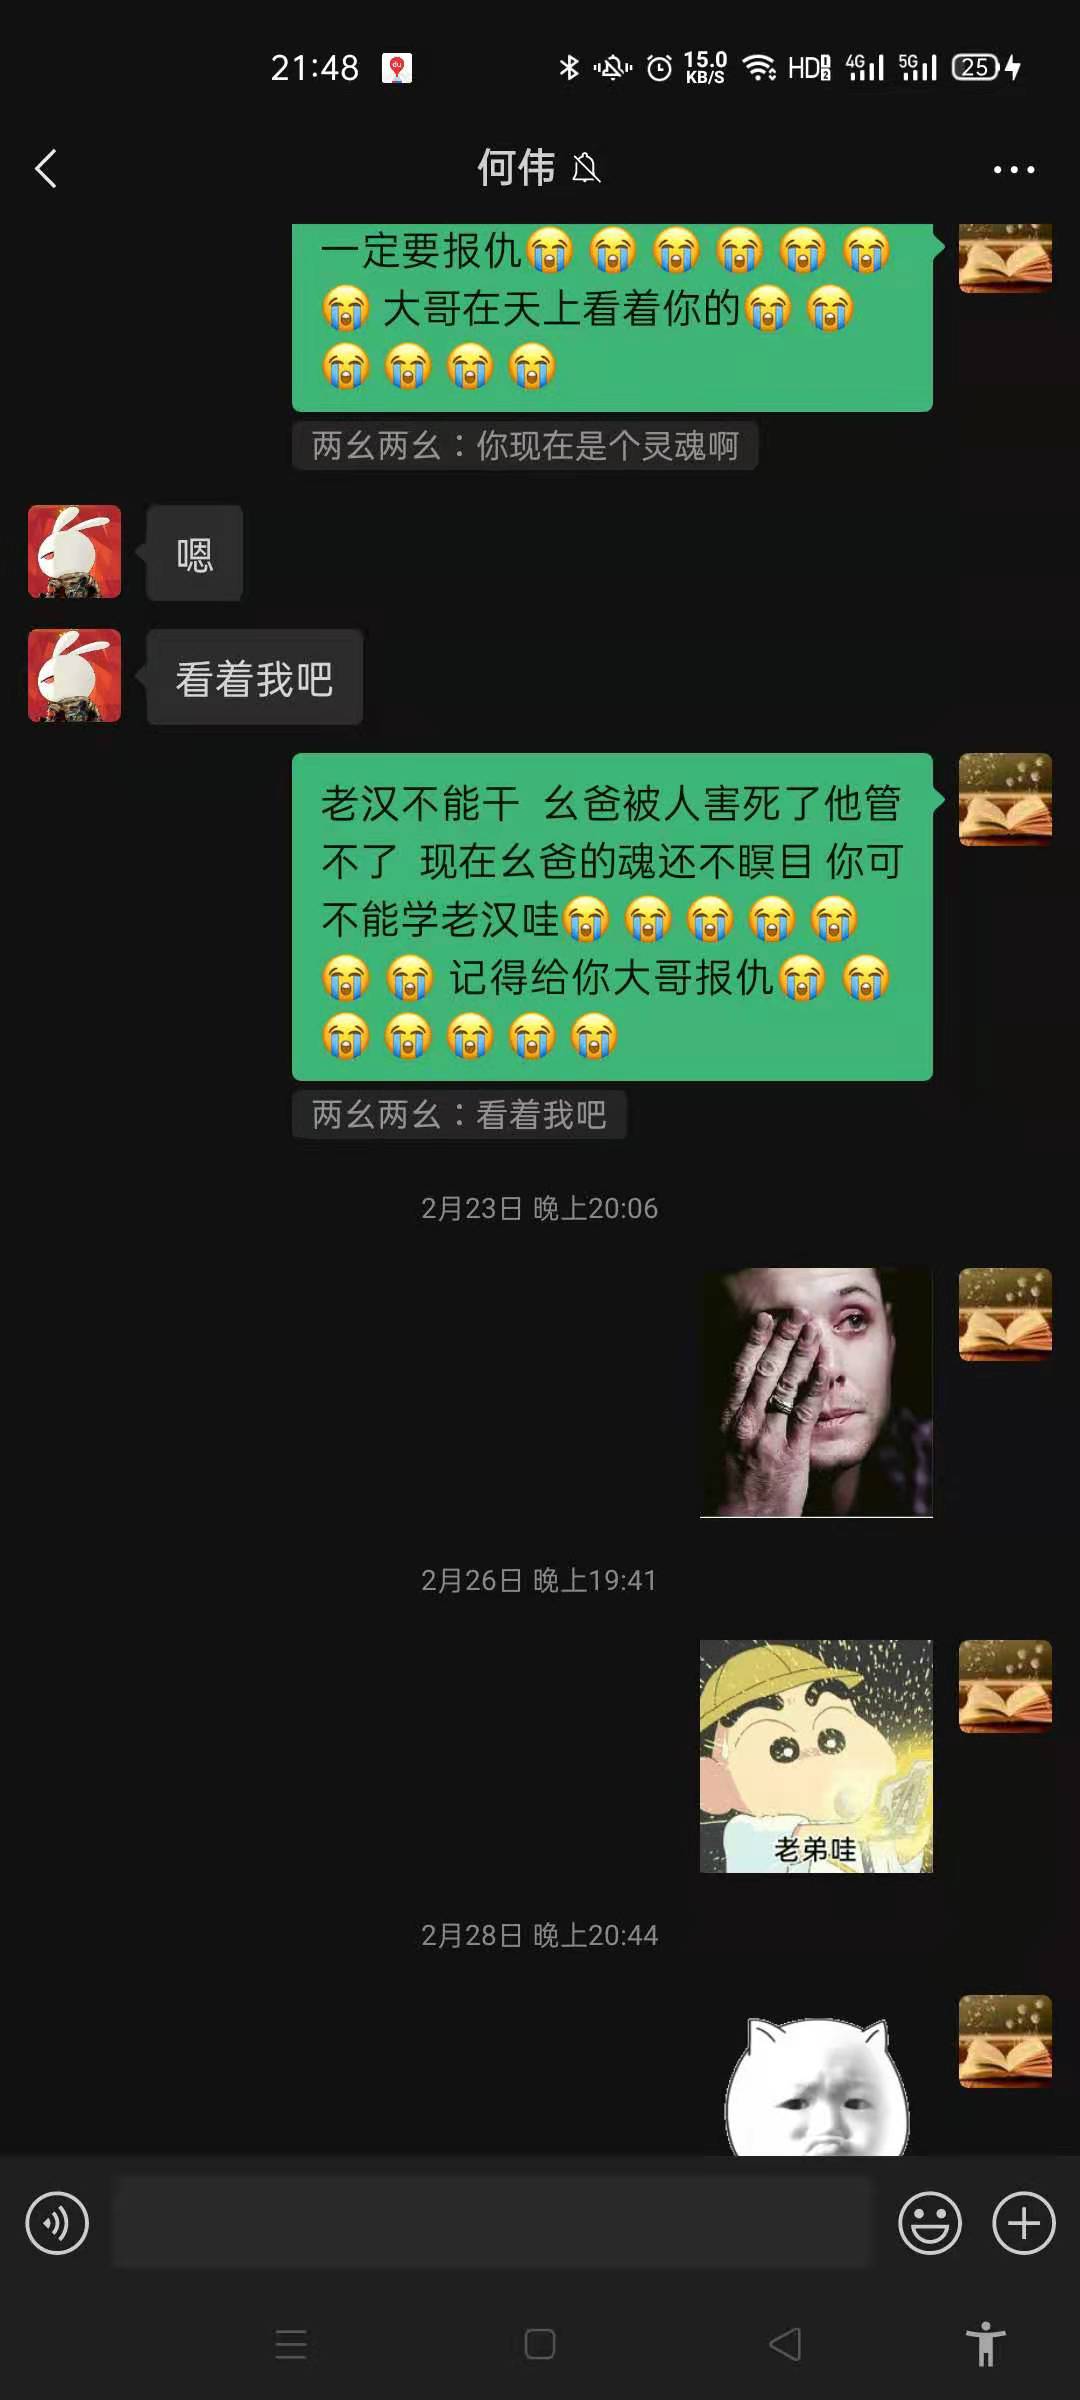 21:48
du
15.0
KB/S
HD
2
4G
5G
25
何伟
一定要报仇😭😭😭😭😭😭
😭大哥在天上看着你的😭😭
😭😭😭😭
两幺两幺：你现在是个灵魂啊
嗯
看着我吧
老汉不能干 幺爸被人害死了他管
不了 现在幺爸的魂还不瞑目 你可
不能学老汉哇😭😭😭😭😭
😭😭记得给你大哥报仇😭😭
😭😭😭😭😭
两幺两幺：看着我吧
2月23日 晚上20:06
2月26日 晚上19:41
老弟哇
2月28日 晚上20:44